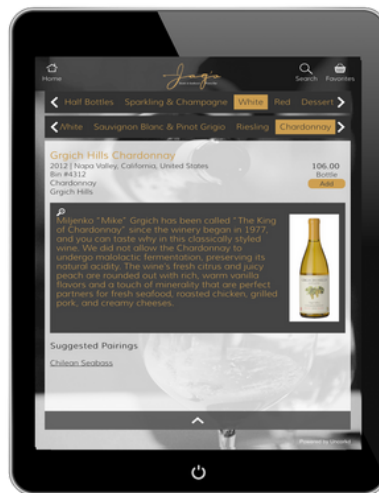 Jag's
Home
Search
Favorites
Half Bottles Sparkling & Champagne White Red Dessert
White Sauvignon Blanc & Pinot Grigio Riesling Chardonnay
Grgich Hills Chardonnay
2012 | Napa Valley, California, United States
106.00
Bin #4312
Bottle
Chardonnay
Add
Grgich Hills
Miljenko "Mike" Grgich has been called "The King
of Chardonnay" since the winery began in 1977,
and you can taste why in this classically styled
wine. We did not allow the Chardonnay to
undergo malolactic fermentation, preserving its
natural acidity. The wine's fresh citrus and juicy
peach are rounded out with rich, warm vanilla
flavors and a touch of minerality that are perfect
partners for fresh seafood, roasted chicken, grilled
pork, and creamy cheeses.
Suggested Pairings
Chilean Seabass
Powered by Uncorkd